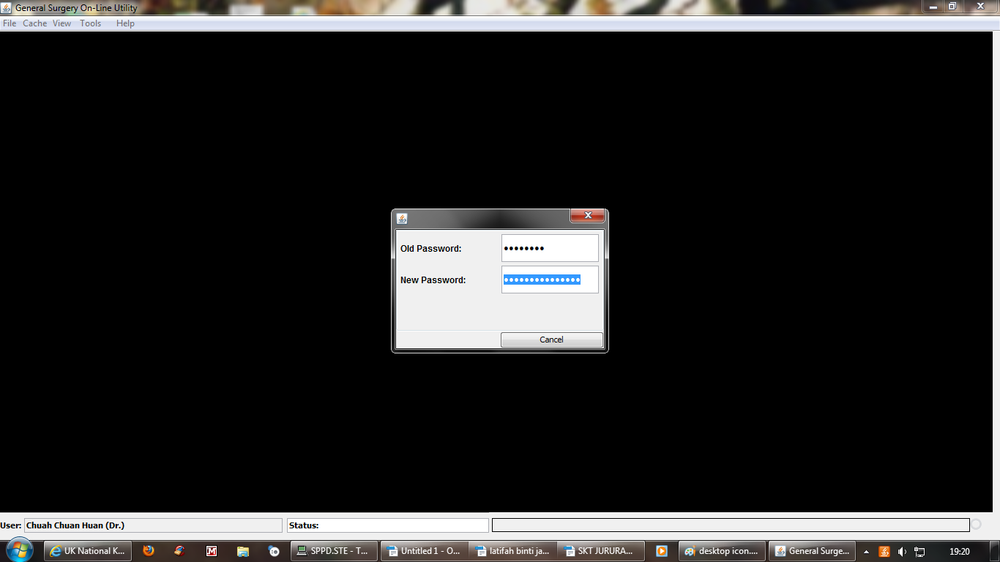 General Surgery On-Line Utility
File Cache View Tools Help
Old Password: ••••••••
New Password: •••••••••••••••
Cancel
User: Chuah Chuan Huan (Dr.) Status:
UK National K... SPPD.STE - T... Untitled 1 - O... latifah binti ja... SKT JURURA... desktop icon.... General Surge... 19:20